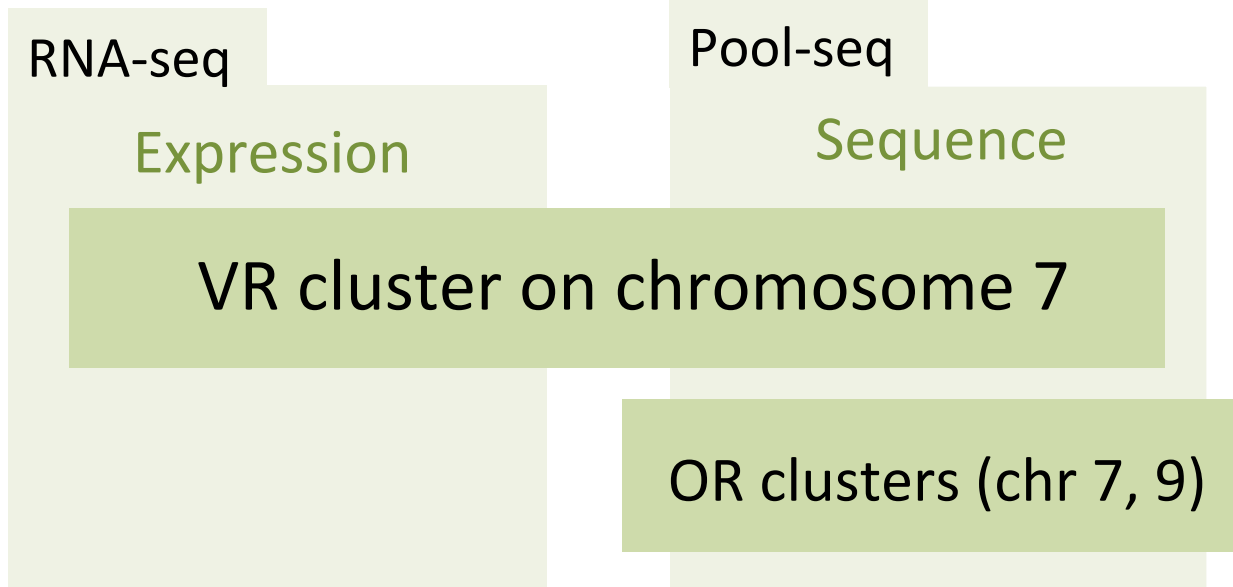 RNA-seq
Pool-seq
Expression
Sequence
VR cluster on chromosome 7
OR clusters (chr 7, 9)